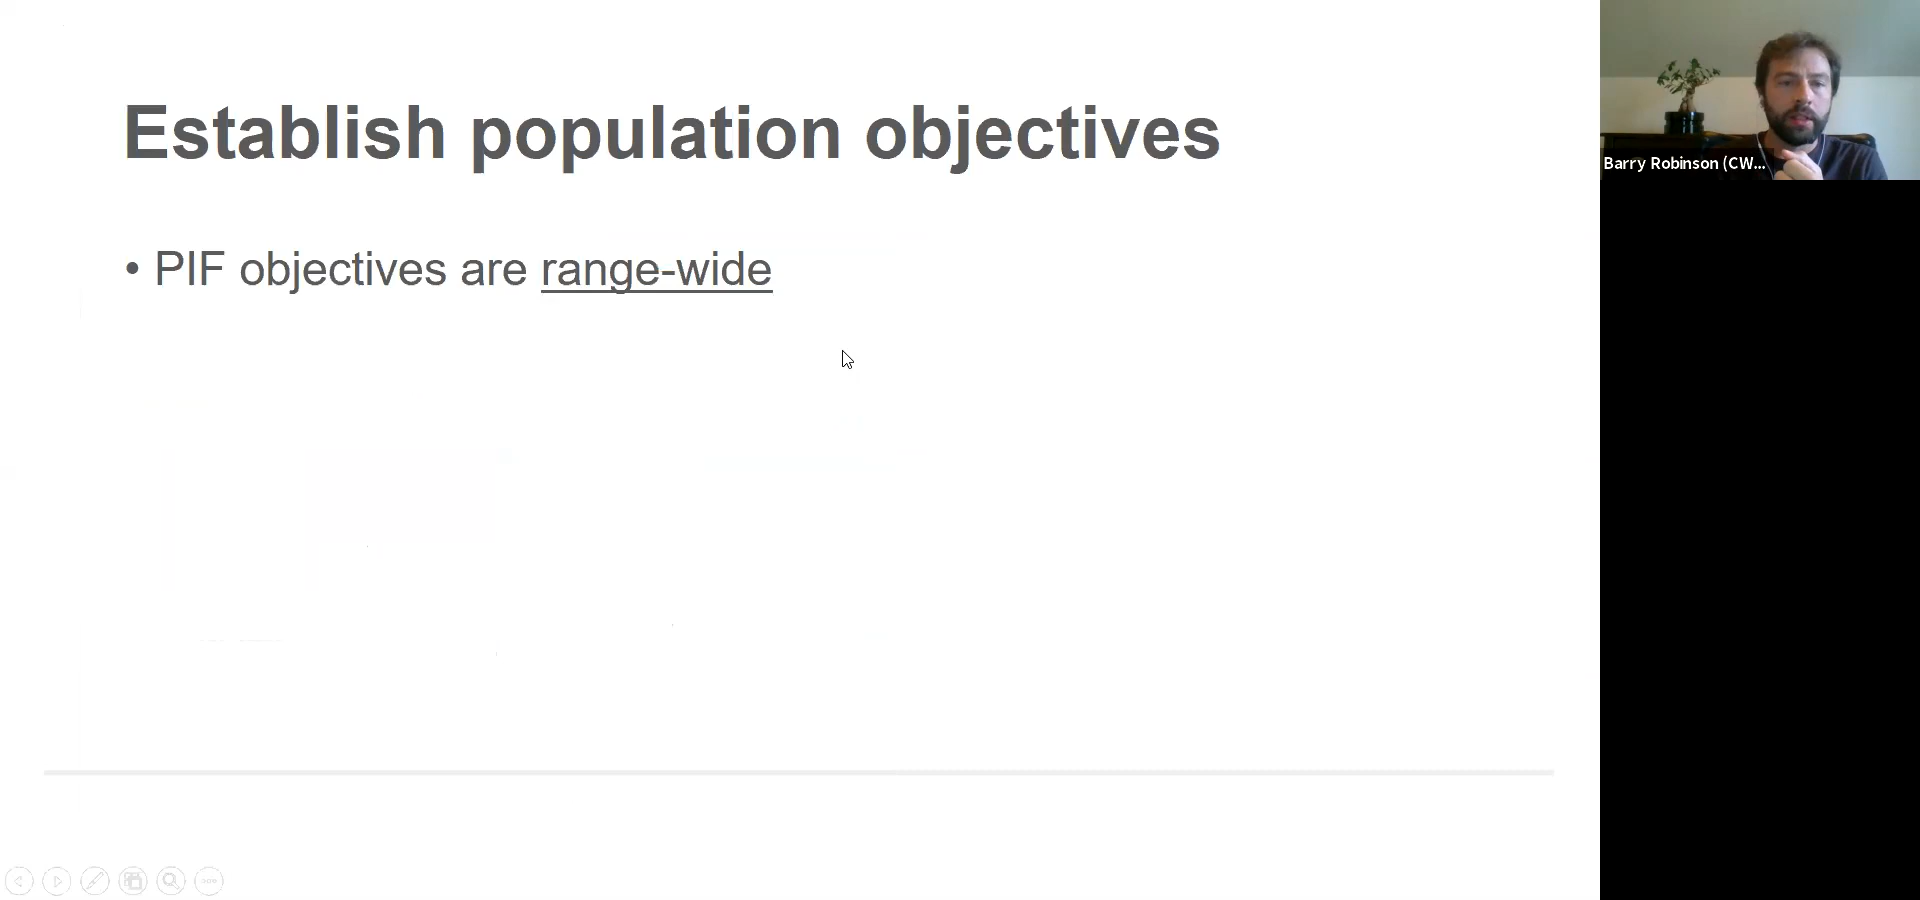 Establish population objectives
• PIF objectives are range-wide
Barry Robinson (CW...